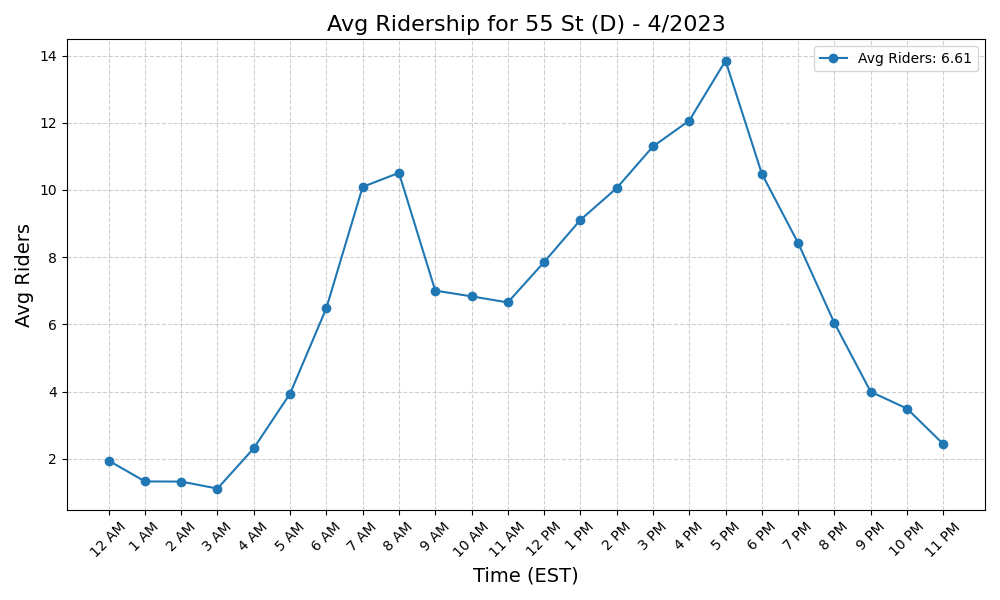 Avg Ridership for 55 St (D) - 4/2023
Avg Riders: 6.61
14
12
10
8
6
4
2
Avg Riders
12 AM
1 AM
2 AM
3 AM
4 AM
5 AM
6 AM
7 AM
8 AM
9 AM
10 AM
11 AM
12 PM
1 PM
2 PM
3 PM
4 PM
5 PM
6 PM
7 PM
8 PM
9 PM
10 PM
11 PM
Time (EST)